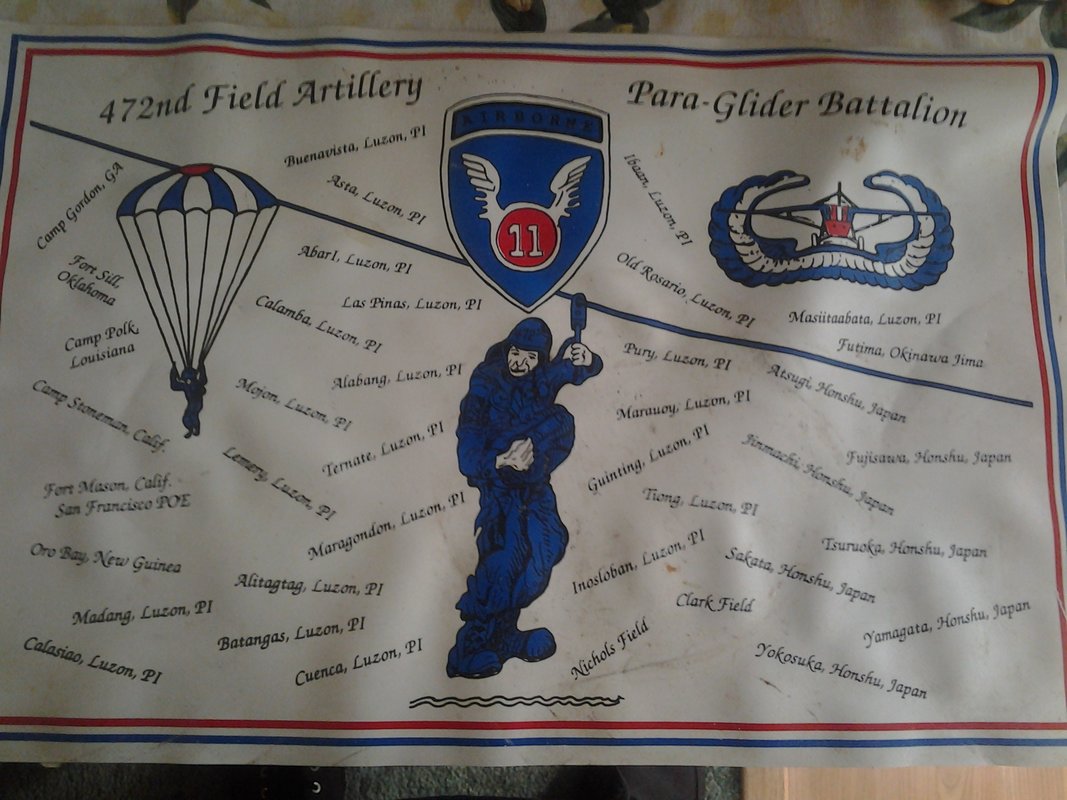 472nd Field Artillery
Para-Glider Battalion
AIRBORNE
11
Camp Gordon, GA
Fort Sill,
Oklahoma
Camp Polk,
Louisiana
Camp Stoneman, Calif.
Fort Mason, Calif.
San Francisco POE
Oro Bay, New Guinea
Madang, Luzon, PI
Calasiao, Luzon, PI
Buenavista, Luzon, PI
Asta, Luzon, PI
Abarl, Luzon, PI
Las Pinas, Luzon, PI
Calamba, Luzon, PI
Alabang, Luzon, PI
Mojon, Luzon, PI
Ternate, Luzon, PI
Lemery, Luzon, PI
Maragondon, Luzon, PI
Alitagtag, Luzon, PI
Batangas, Luzon, PI
Cuenca, Luzon, PI
Ibaan, Luzon, PI
Old Rosario, Luzon, PI
Pury, Luzon, PI
Marauoy, Luzon, PI
Guinting, Luzon, PI
Tiong, Luzon, PI
Inosloban, Luzon, PI
Clark Field
Nichols Field
Masiitaabata, Luzon, PI
Futima, Okinawa Jima
Atsugi, Honshu, Japan
Fujisawa, Honshu, Japan
Jinmachi, Honshu, Japan
Tsuruoka, Honshu, Japan
Sakata, Honshu, Japan
Yamagata, Honshu, Japan
Yokosuka, Honshu, Japan